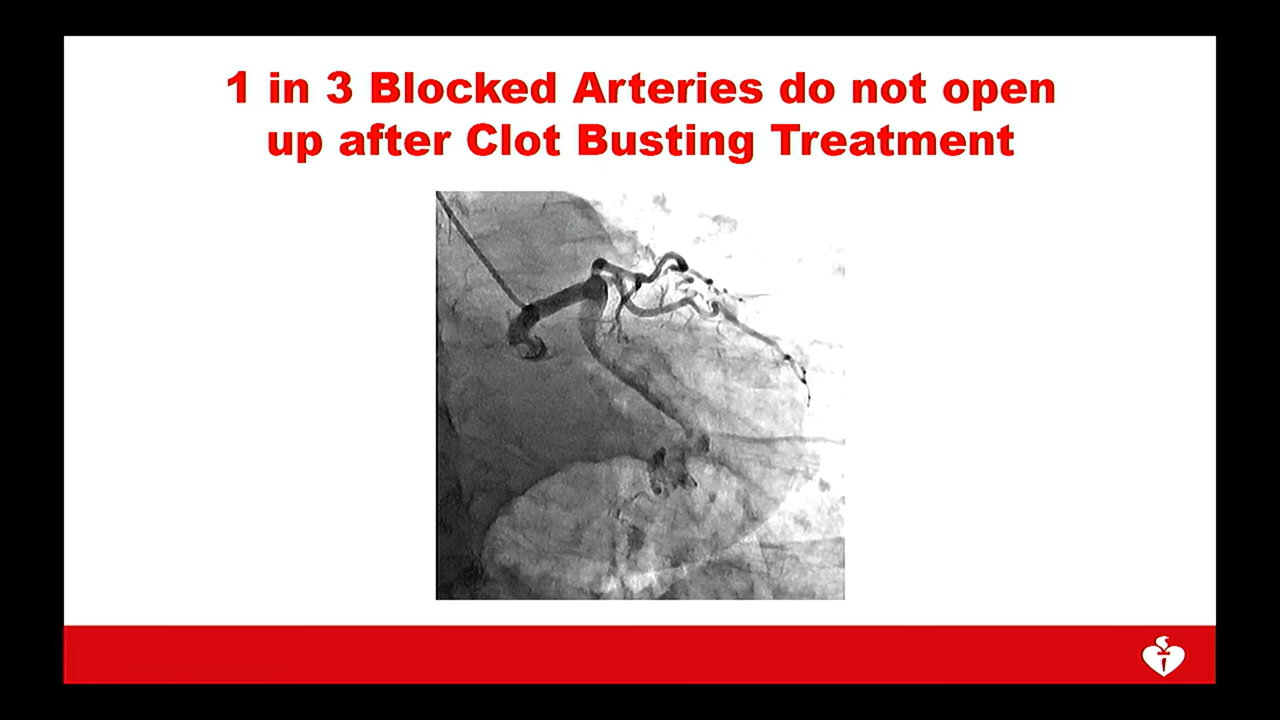 1 in 3 Blocked Arteries do not open
up after Clot Busting Treatment